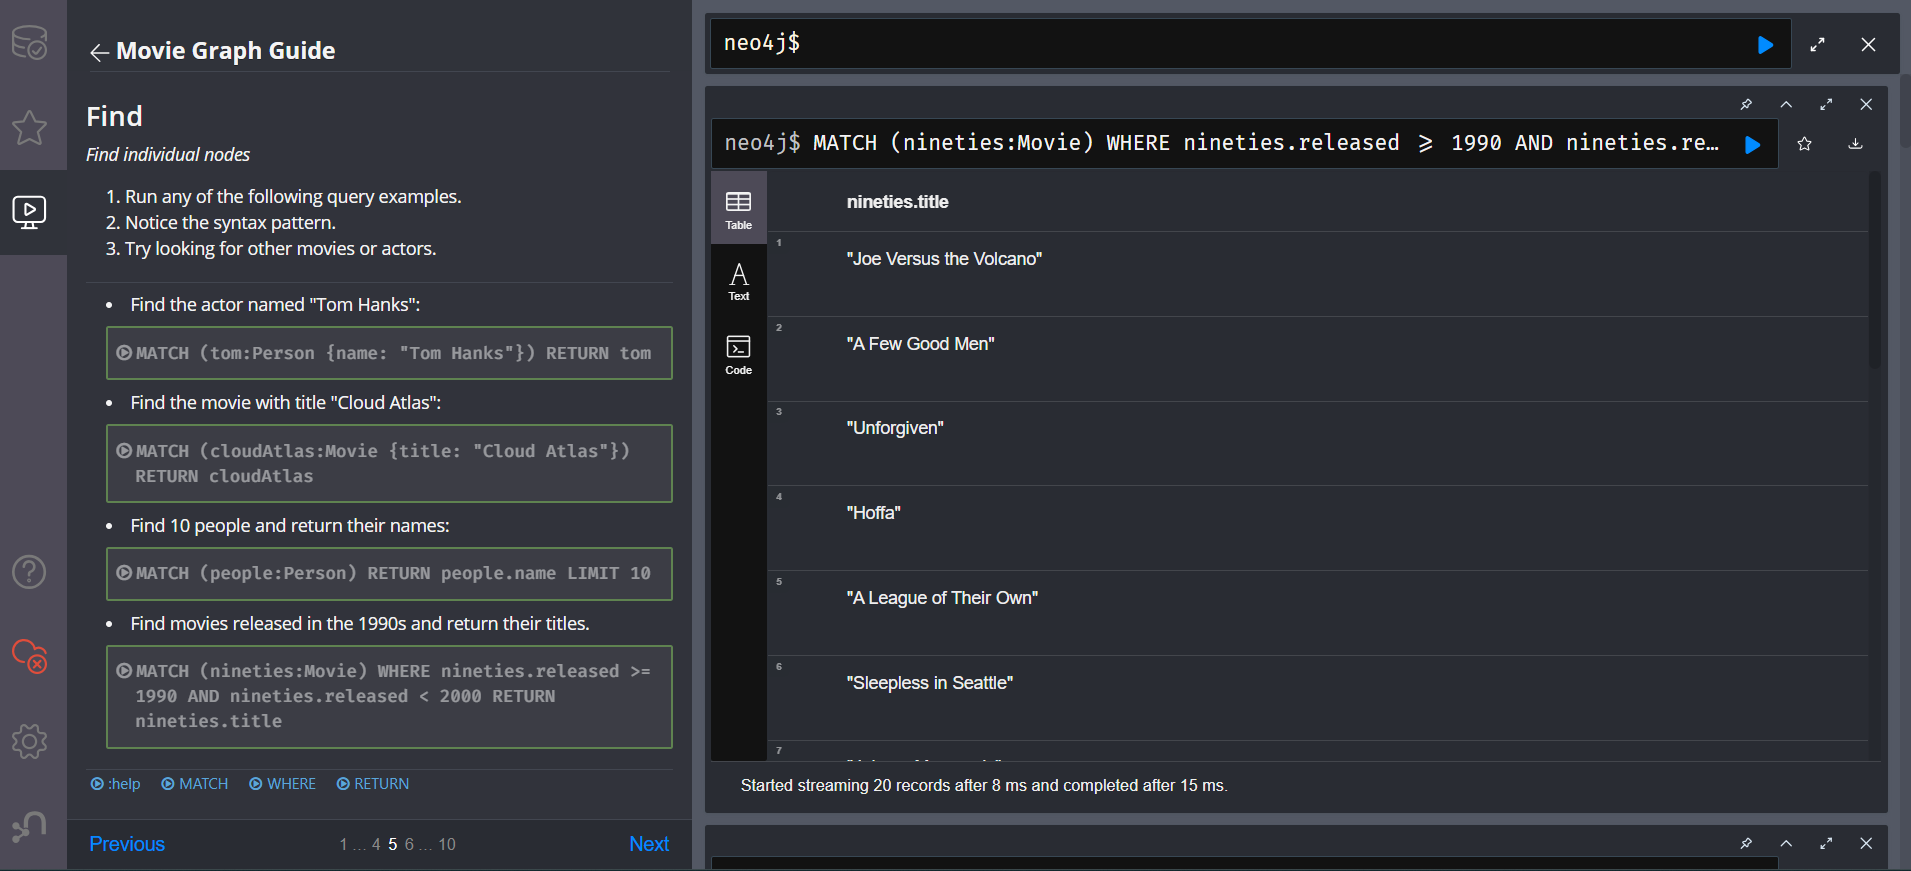 Movie Graph Guide
Find
Find individual nodes
1. Run any of the following query examples.
2. Notice the syntax pattern.
3. Try looking for other movies or actors.
• Find the actor named "Tom Hanks":
MATCH (tom:Person {name: "Tom Hanks"}) RETURN tom
• Find the movie with title "Cloud Atlas":
MATCH (cloudAtlas:Movie {title: "Cloud Atlas"})
RETURN cloudAtlas
• Find 10 people and return their names:
MATCH (people:Person) RETURN people.name LIMIT 10
• Find movies released in the 1990s and return their titles.
MATCH (nineties:Movie) WHERE nineties.released >=
1990 AND nineties.released < 2000 RETURN
nineties.title
:help MATCH WHERE RETURN
Previous 1 ... 4 5 6 ... 10 Next
neo4j$
neo4j$ MATCH (nineties:Movie) WHERE nineties.released ≥ 1990 AND nineties.re…
Table
Text
Code
nineties.title
1
"Joe Versus the Volcano"
2
"A Few Good Men"
3
"Unforgiven"
4
"Hoffa"
5
"A League of Their Own"
6
"Sleepless in Seattle"
7
Started streaming 20 records after 8 ms and completed after 15 ms.